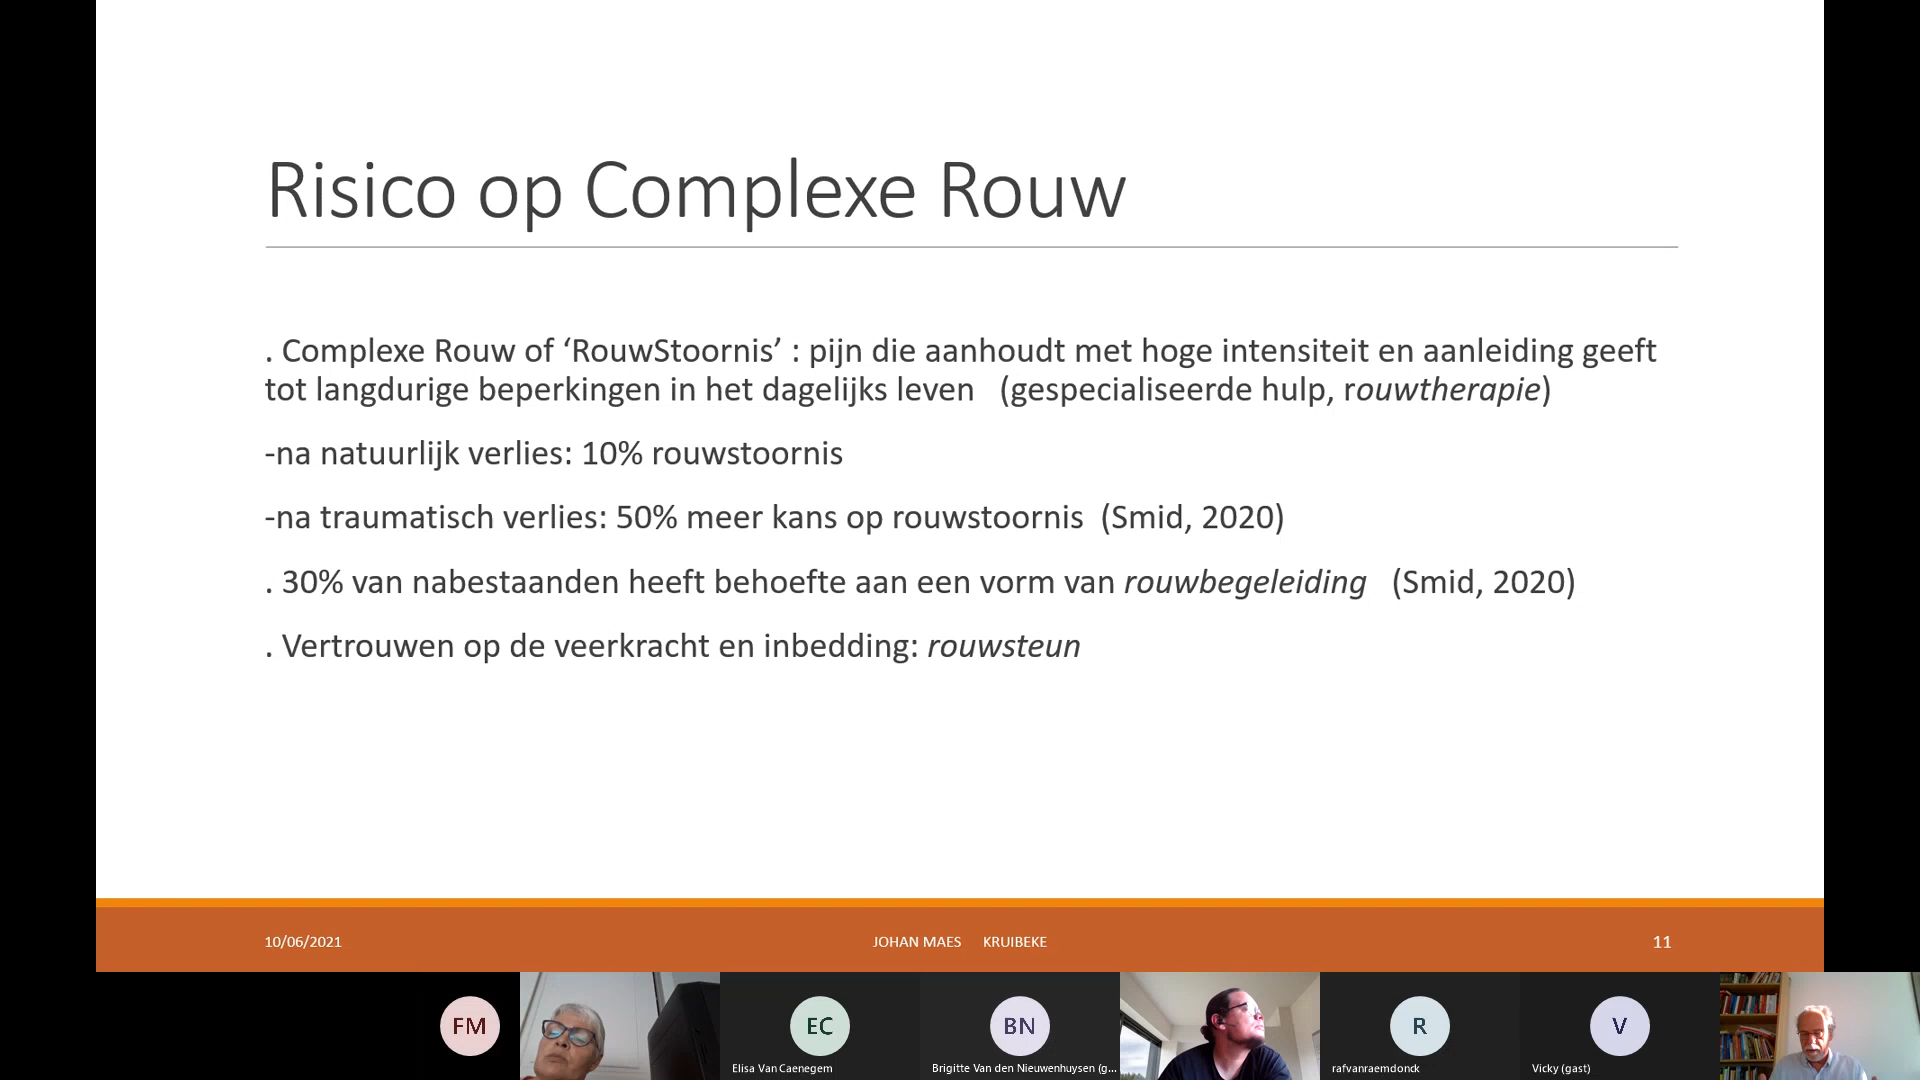 Risico op Complexe Rouw
. Complexe Rouw of ‘RouwStoornis’ : pijn die aanhoudt met hoge intensiteit en aanleiding geeft
tot langdurige beperkingen in het dagelijks leven (gespecialiseerde hulp, rouwtherapie)
-na natuurlijk verlies: 10% rouwstoornis
-na traumatisch verlies: 50% meer kans op rouwstoornis (Smid, 2020)
. 30% van nabestaanden heeft behoefte aan een vorm van rouwbegeleiding (Smid, 2020)
. Vertrouwen op de veerkracht en inbedding: rouwsteun
10/06/2021 JOHAN MAES KRUIBEKE 11
FM EC BN R V
Elisa Van Caenegem Brigitte Van den Nieuwenhuysen (g... rafvanraemdonck Vicky (gast)